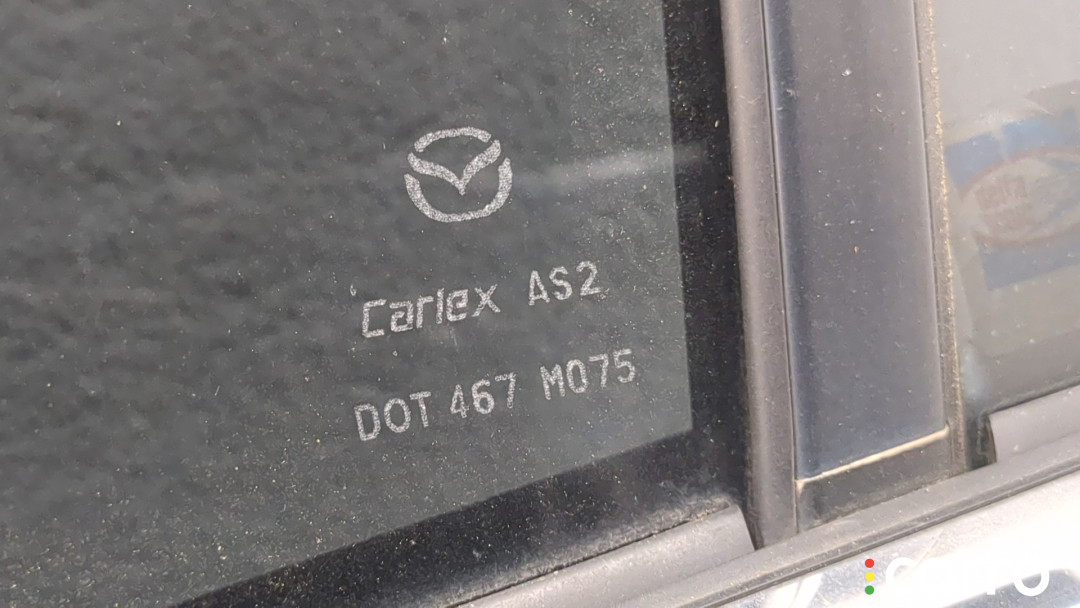 Carlex AS2
DOT 467 M075